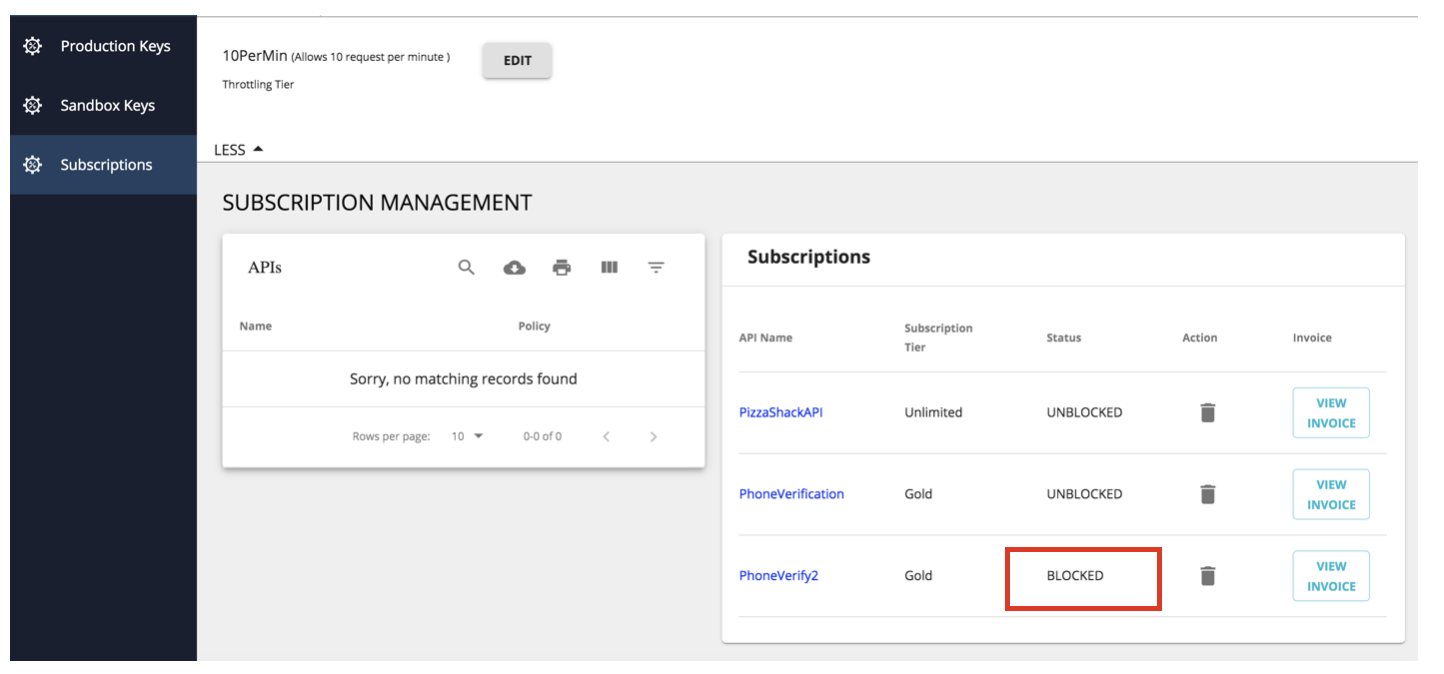 Production Keys
Sandbox Keys
Subscriptions
10PerMin (Allows 10 request per minute )
EDIT
Throttling Tier
LESS
SUBSCRIPTION MANAGEMENT
APIs
Name Policy
Sorry, no matching records found
Rows per page: 10 0-0 of 0
Subscriptions
API Name Subscription Tier Status Action Invoice
PizzaShackAPI Unlimited UNBLOCKED VIEW INVOICE
PhoneVerification Gold UNBLOCKED VIEW INVOICE
PhoneVerify2 Gold BLOCKED VIEW INVOICE